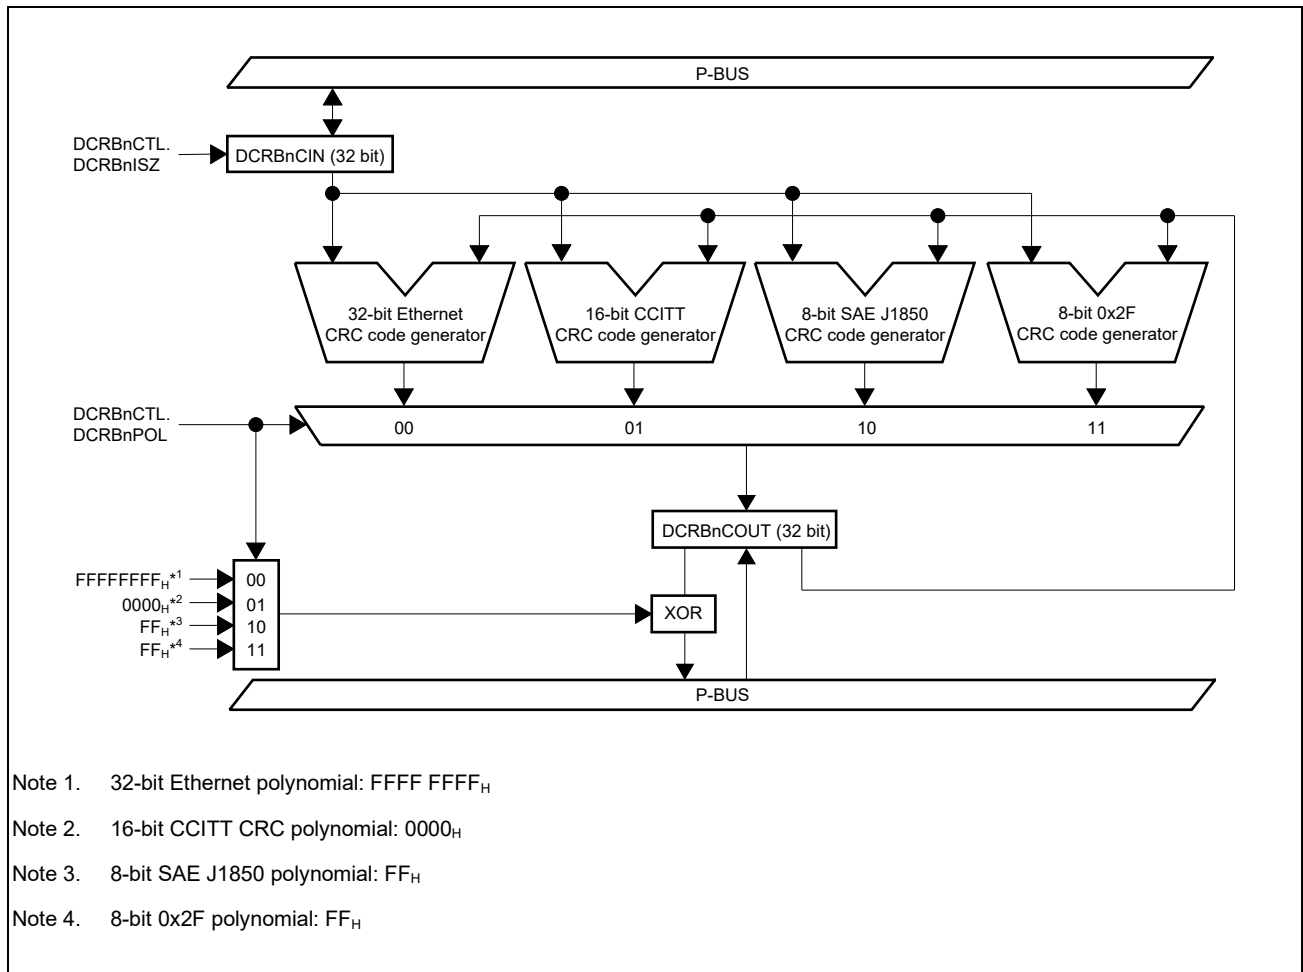 P-BUS
DCRBnCTL.
DCRBnISZ
DCRBnCIN (32 bit)
32-bit Ethernet
CRC code generator
16-bit CCITT
CRC code generator
8-bit SAE J1850
CRC code generator
8-bit 0x2F
CRC code generator
DCRBnCTL.
DCRBnPOL
00 01 10 11
DCRBnCOUT (32 bit)
FFFFFFFFH*1
0000H*2
FFH*3
FFH*4
00
01
10
11
XOR
P-BUS
Note 1. 32-bit Ethernet polynomial: FFFF FFFFH
Note 2. 16-bit CCITT CRC polynomial: 0000H
Note 3. 8-bit SAE J1850 polynomial: FFH
Note 4. 8-bit 0x2F polynomial: FFH